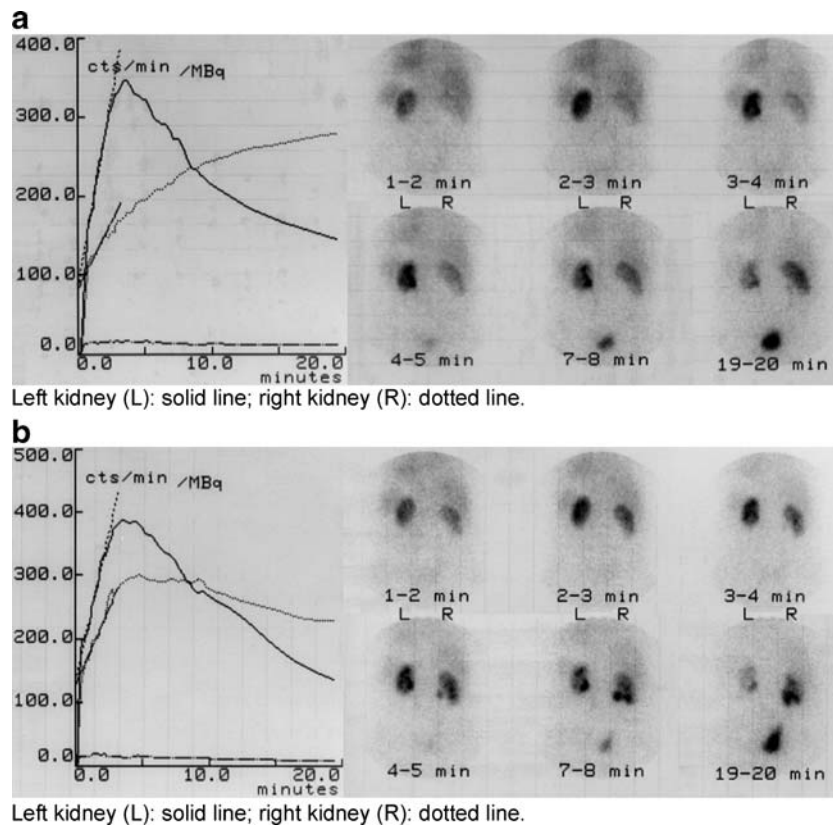 a
400.0
cts/min /MBq
300.0
200.0
100.0
0.0
0.0 10.0 20.0
minutes
1-2 min 2-3 min 3-4 min
L R L R L R
4-5 min 7-8 min 19-20 min
Left kidney (L): solid line; right kidney (R): dotted line.
b
500.0
cts/min /MBq
400.0
300.0
200.0
100.0
0.0
0.0 10.0 20.0
minutes
1-2 min 2-3 min 3-4 min
L R L R L R
4-5 min 7-8 min 19-20 min
Left kidney (L): solid line; right kidney (R): dotted line.